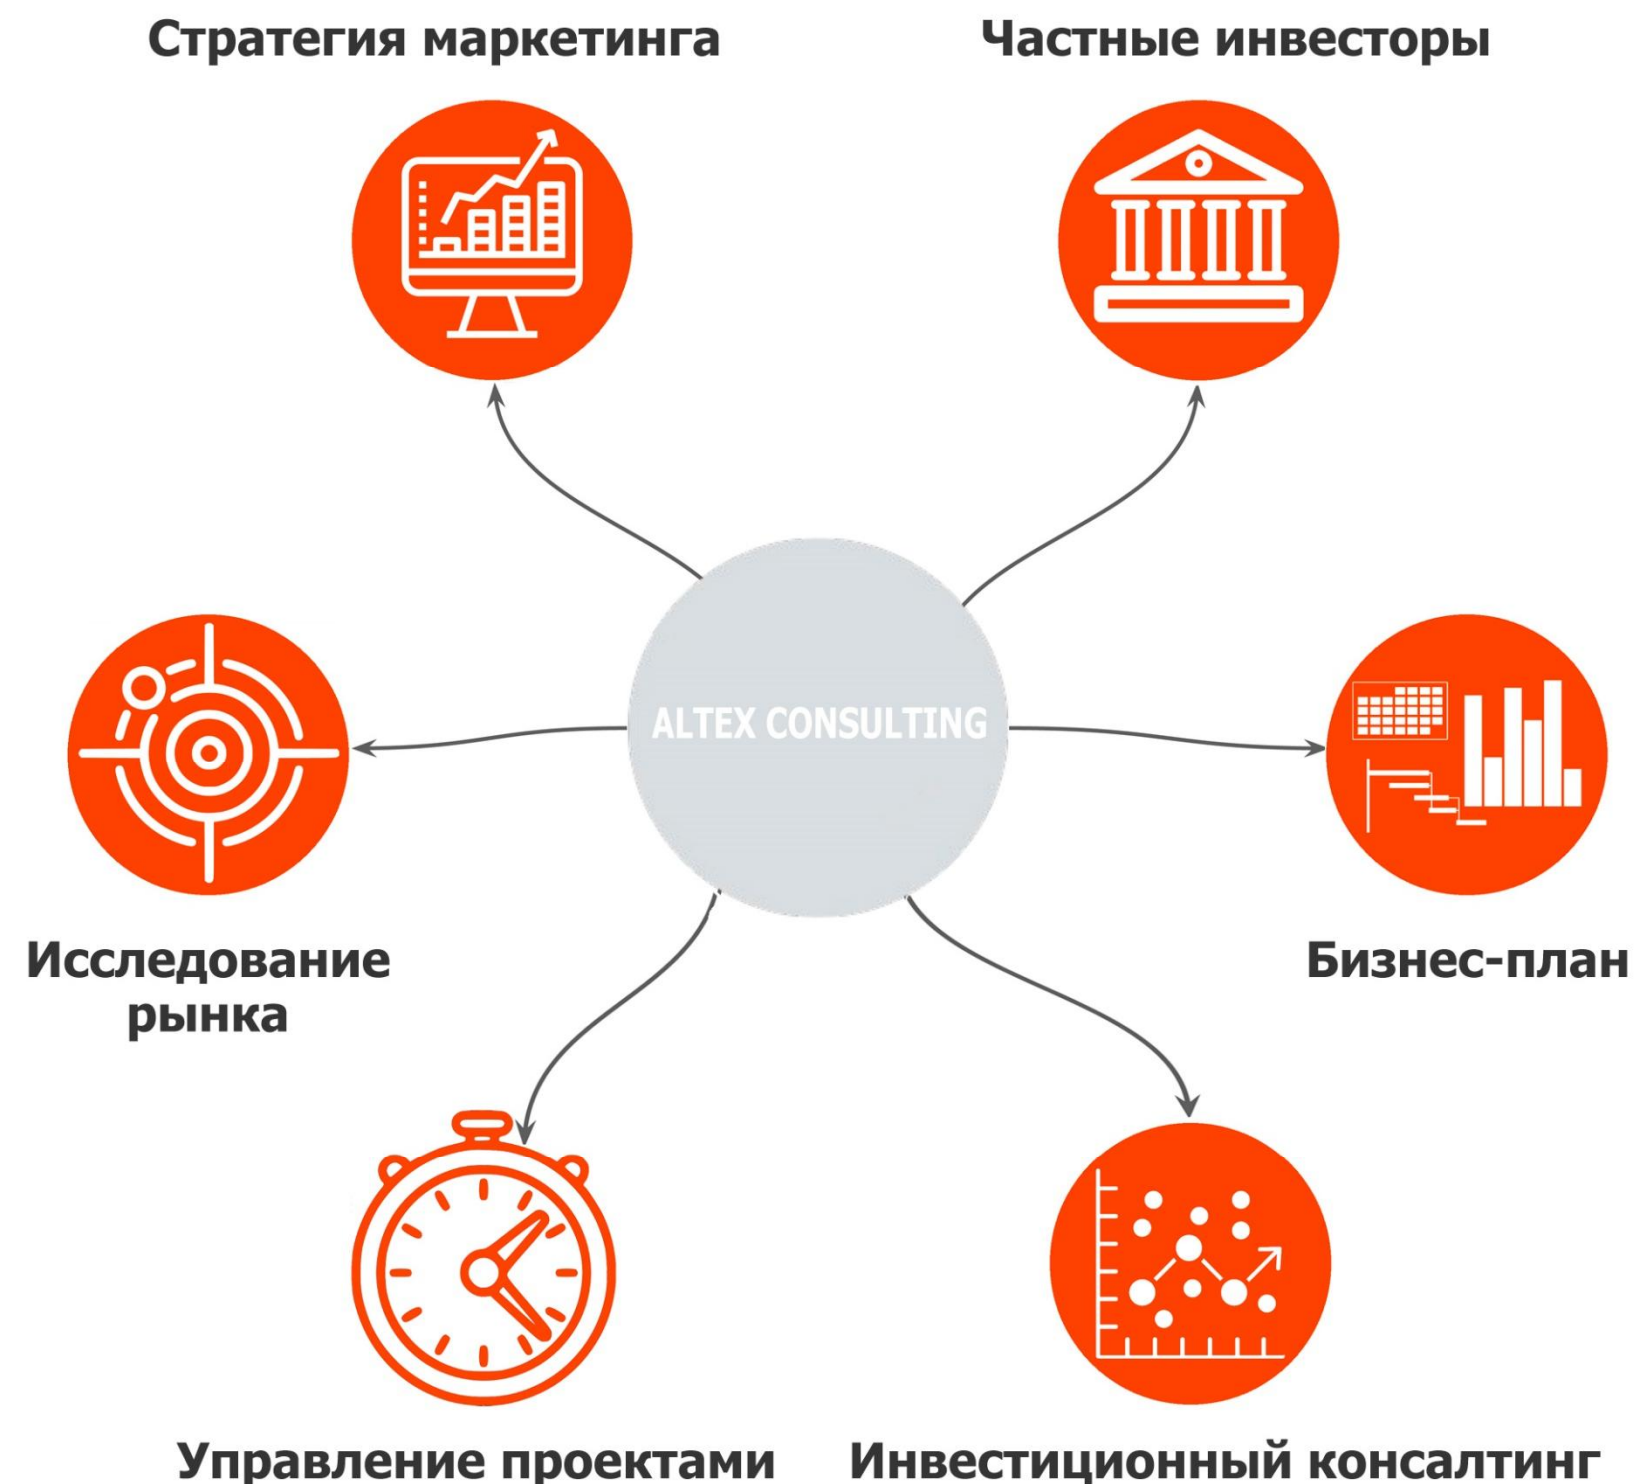 Стратегия маркетинга
Частные инвесторы
ALTEX CONSULTING
Исследование
рынка
Бизнес-план
Управление проектами
Инвестиционный консалтинг